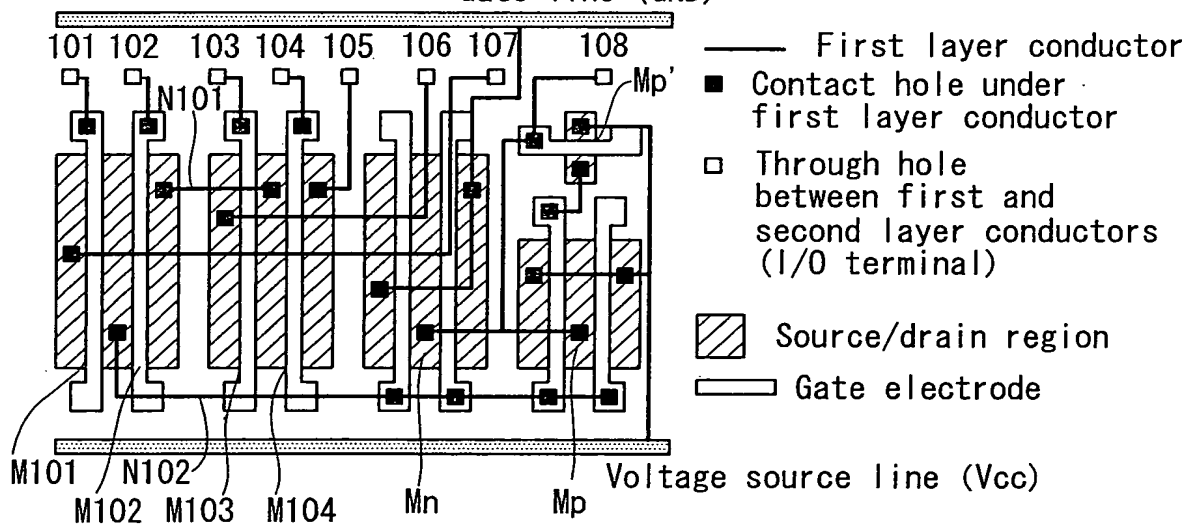 101 102 103 104 105 106 107 108
N101
Mp'
First layer conductor
Contact hole under
first layer conductor
Through hole
between first and
second layer conductors
(I/O terminal)
Source/drain region
Gate electrode
M101
N102
M102
M103
M104
Mn
Mp
Voltage source line (Vcc)